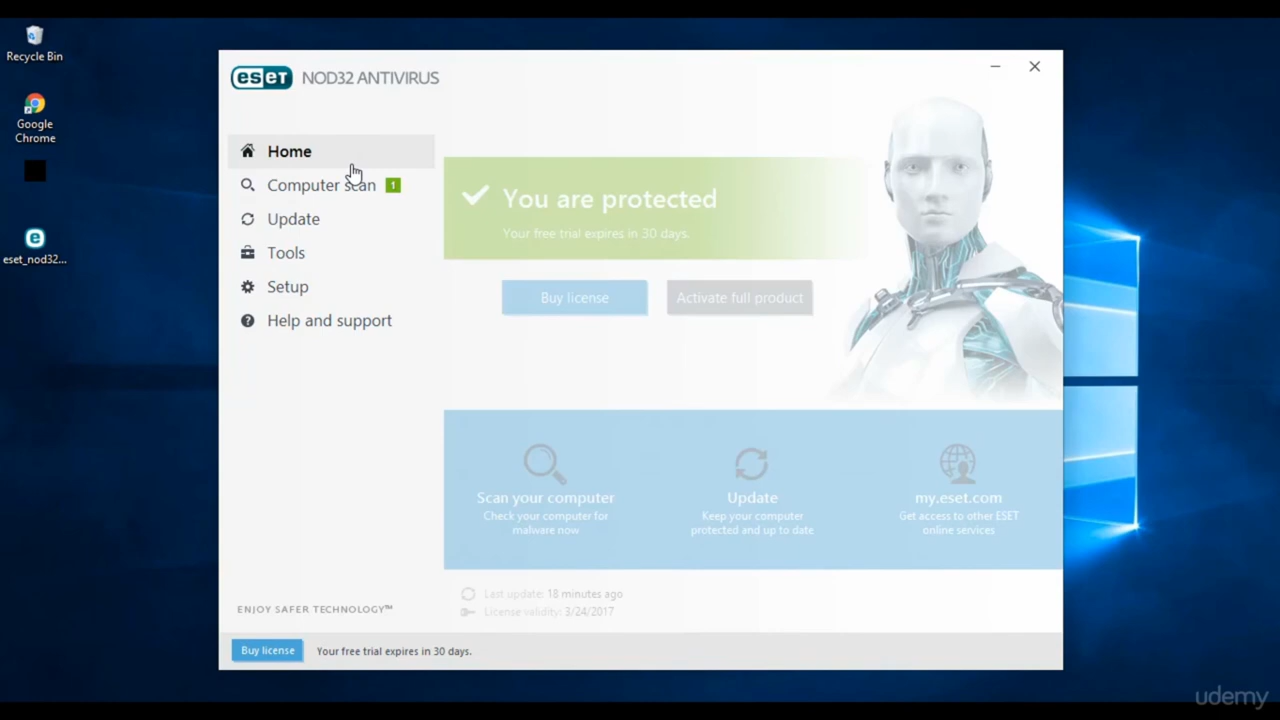 Recycle Bin
Google
Chrome
eset_nod32...
eset NOD32 ANTIVIRUS
Home
Computer scan 1
Update
Tools
Setup
Help and support
You are protected
Your free trial expires in 30 days.
Buy license
Activate full product
Scan your computer
Check your computer for
malware now
Update
Keep your computer
protected and up to date
my.eset.com
Get access to other ESET
online services
Last update: 18 minutes ago
License validity: 3/24/2017
ENJOY SAFER TECHNOLOGY™
Buy license
Your free trial expires in 30 days.
udemy